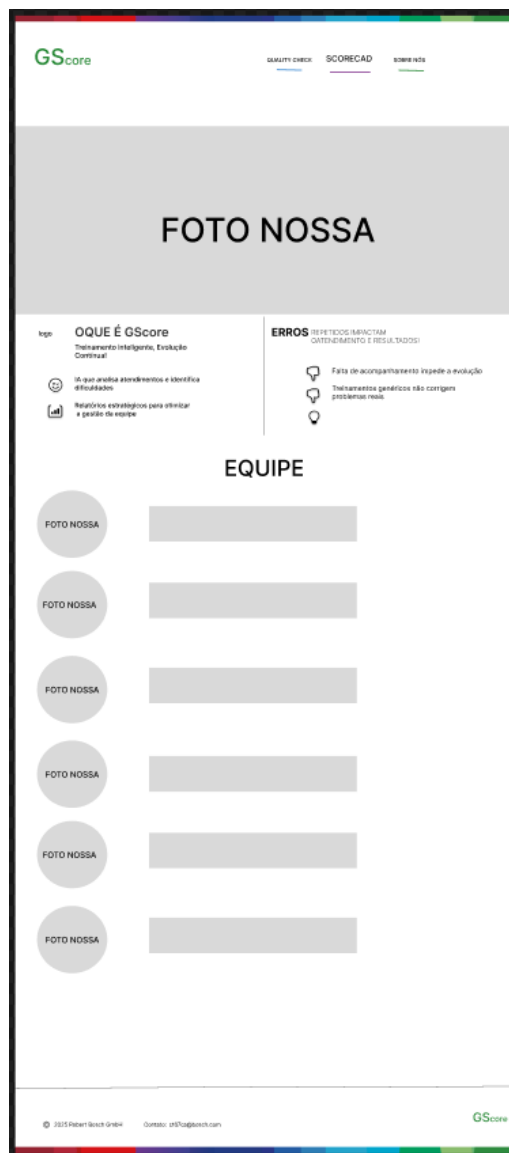 GScore
QUALITY CHECK SCORECAD SOBRE NÓS
FOTO NOSSA
logo
OQUE É GScore
Treinamento Inteligente, Evolução
Contínua!
IA que analisa atendimentos e identifica
dificuldades
Relatórios estratégicos para otimizar
a gestão da equipe
ERROS REPETIDOS IMPACTAM
OATENDIMENTO E RESULTADOS!
Falta de acompanhamento impede a evolução
Treinamentos genéricos não corrigem
problemas reais
EQUIPE
FOTO NOSSA
FOTO NOSSA
FOTO NOSSA
FOTO NOSSA
FOTO NOSSA
FOTO NOSSA
© 2025 Robert Bosch GmbH Contato:
GScore